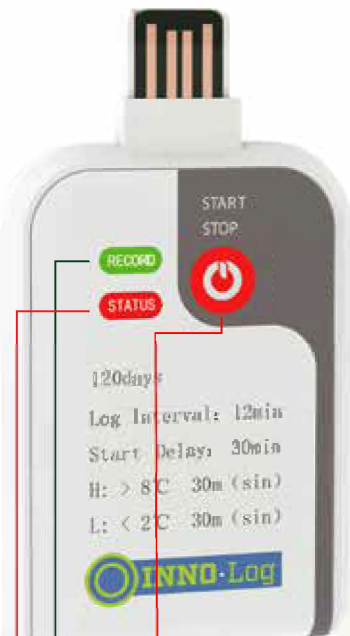 START
STOP
RECORD
STATUS
120days
Log Interval: 12min
Start Delay: 30min
H: > 8℃ 30m (sin)
L: < 2℃ 30m (sin)
INNO·Log